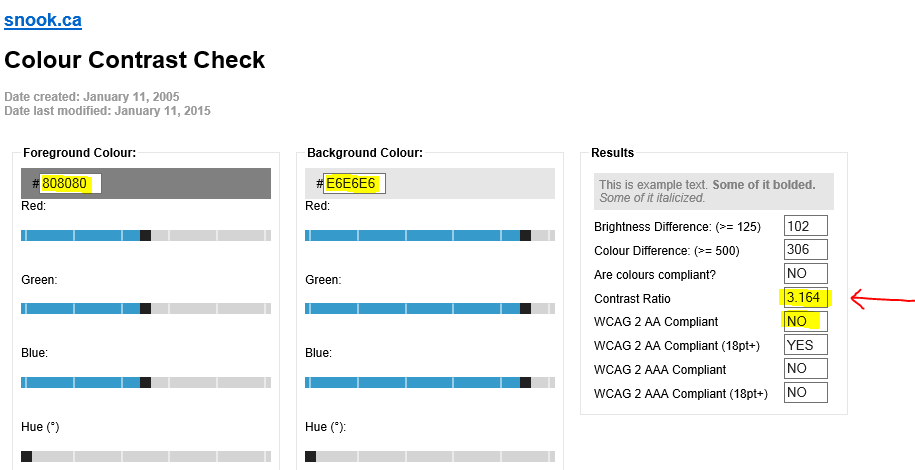 snook.ca
Colour Contrast Check
Date created: January 11, 2005
Date last modified: January 11, 2015
Foreground Colour:
#808080
Red:
Green:
Blue:
Hue (°)
Background Colour:
#E6E6E6
Red:
Green:
Blue:
Hue (°):
Results
This is example text. Some of it bolded.
Some of it italicized.
Brightness Difference: (>= 125) 102
Colour Difference: (>= 500) 306
Are colours compliant? NO
Contrast Ratio 3.164
WCAG 2 AA Compliant NO
WCAG 2 AA Compliant (18pt+) YES
WCAG 2 AAA Compliant NO
WCAG 2 AAA Compliant (18pt+) NO